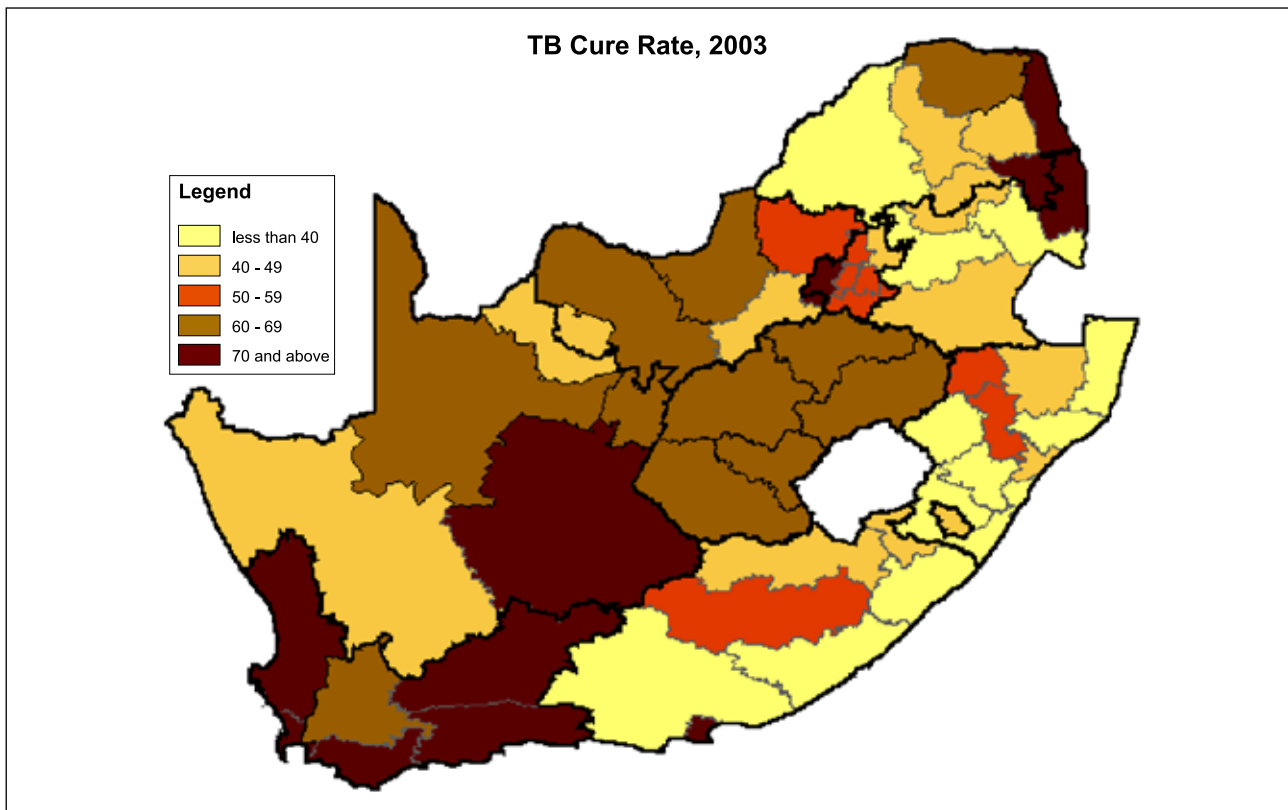 TB Cure Rate, 2003
Legend
less than 40
40 - 49
50 - 59
60 - 69
70 and above